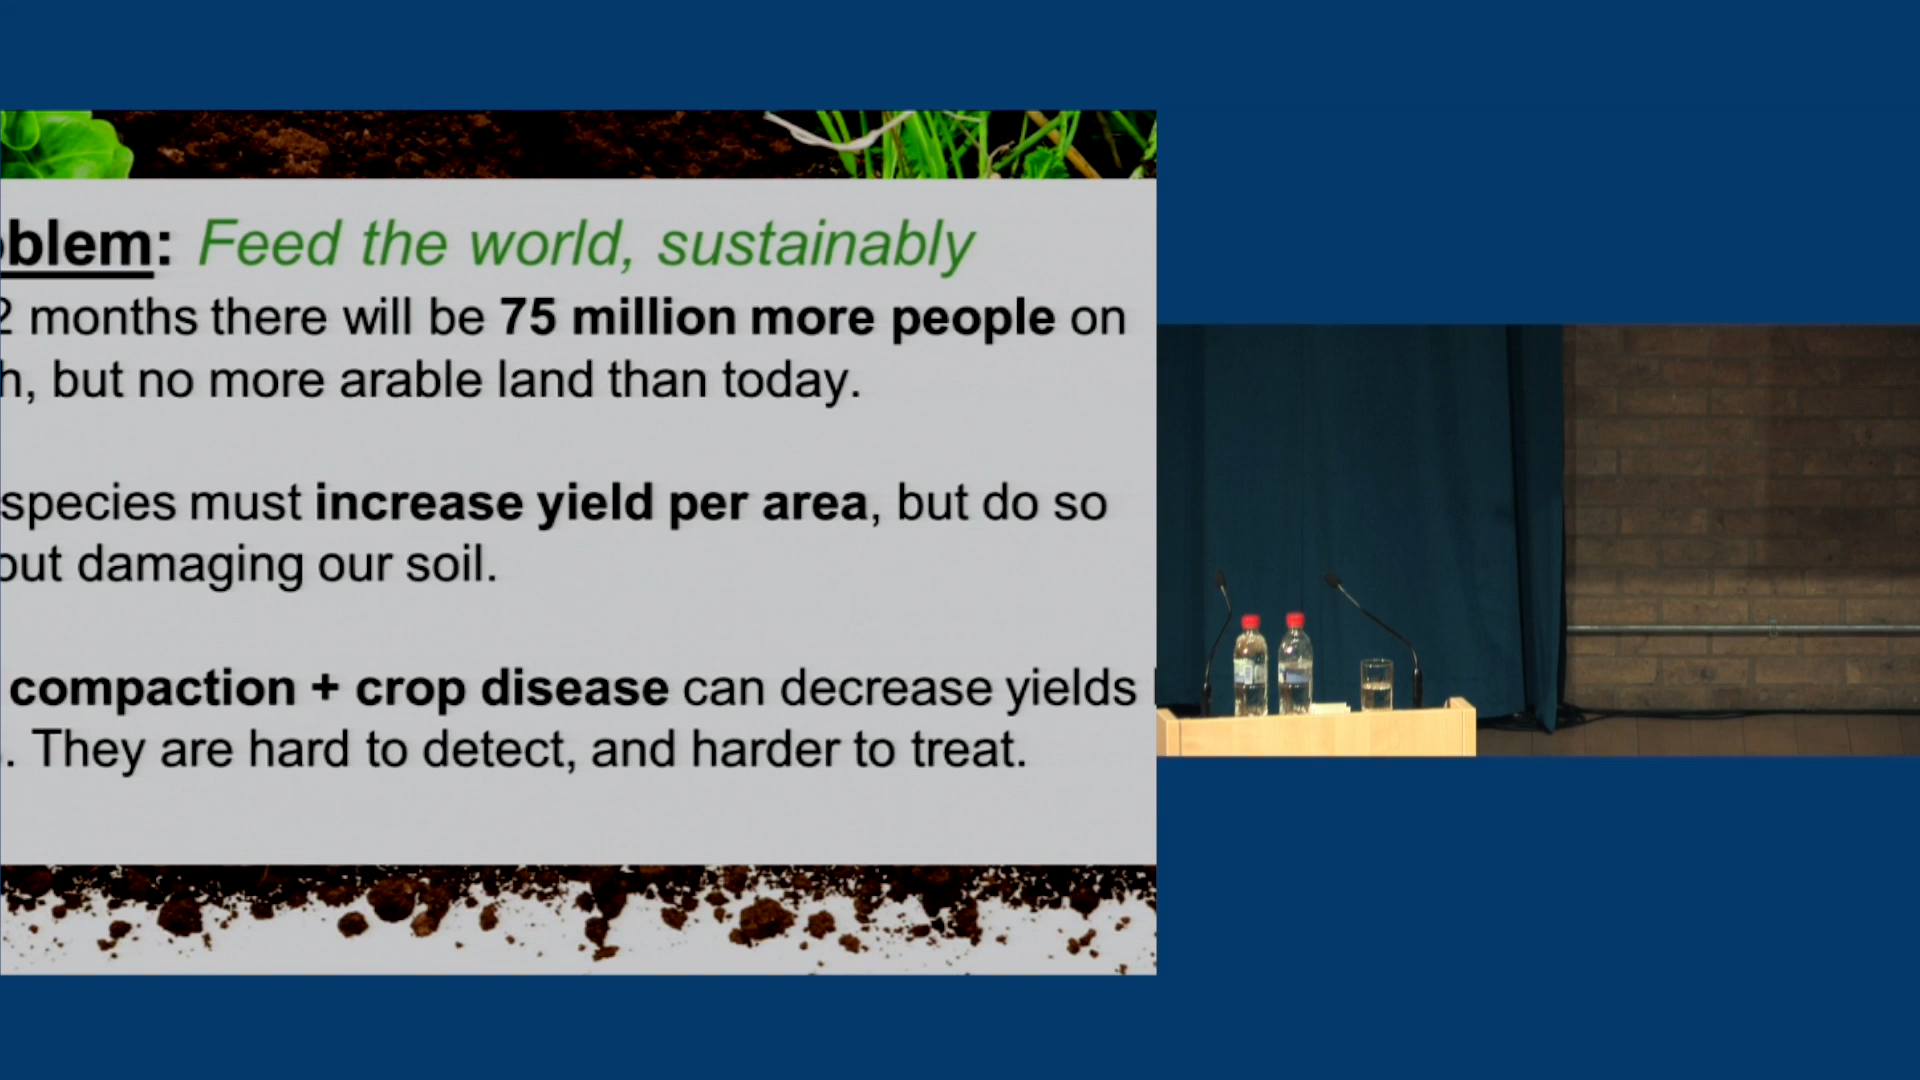 oblem: Feed the world, sustainably
2 months there will be 75 million more people on
h, but no more arable land than today.
species must increase yield per area, but do so
out damaging our soil.
compaction + crop disease can decrease yields
. They are hard to detect, and harder to treat.